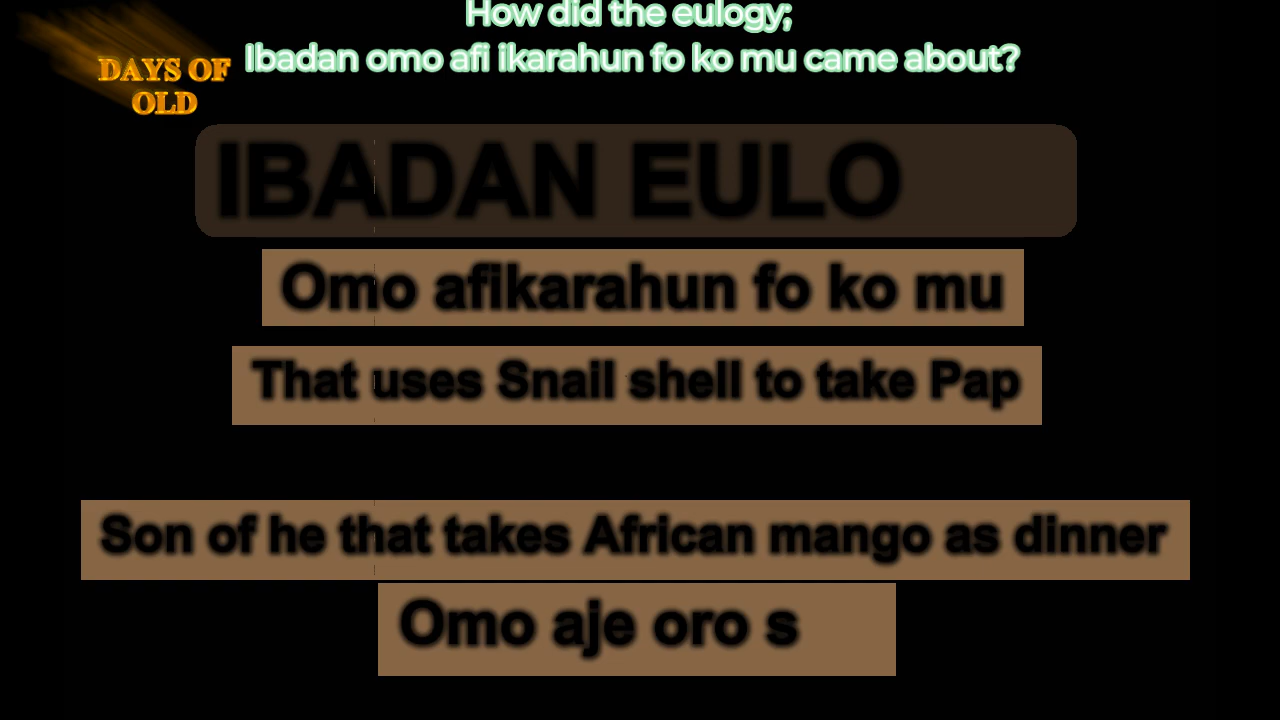 How did the eulogy;
Ibadan omo afi ikarahun fo ko mu came about?
DAYS OF
OLD
IBADAN EULO
Omo afikarahun fo ko mu
That uses Snail shell to take Pap
Son of he that takes African mango as dinner
Omo aje oro s